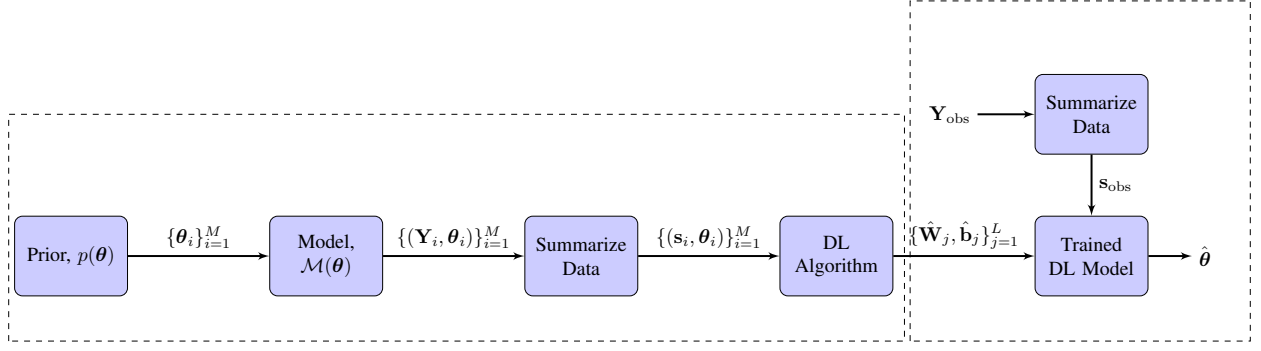 Y_obs
Summarize
Data
s_obs
Prior, p(θ)
{θ_i}_{i=1}^M
Model,
ℳ(θ)
{(Y_i, θ_i)}_{i=1}^M
Summarize
Data
{(s_i, θ_i)}_{i=1}^M
DL
Algorithm
{Ŵ_j, b̂_j}_{j=1}^L
Trained
DL Model
θ̂